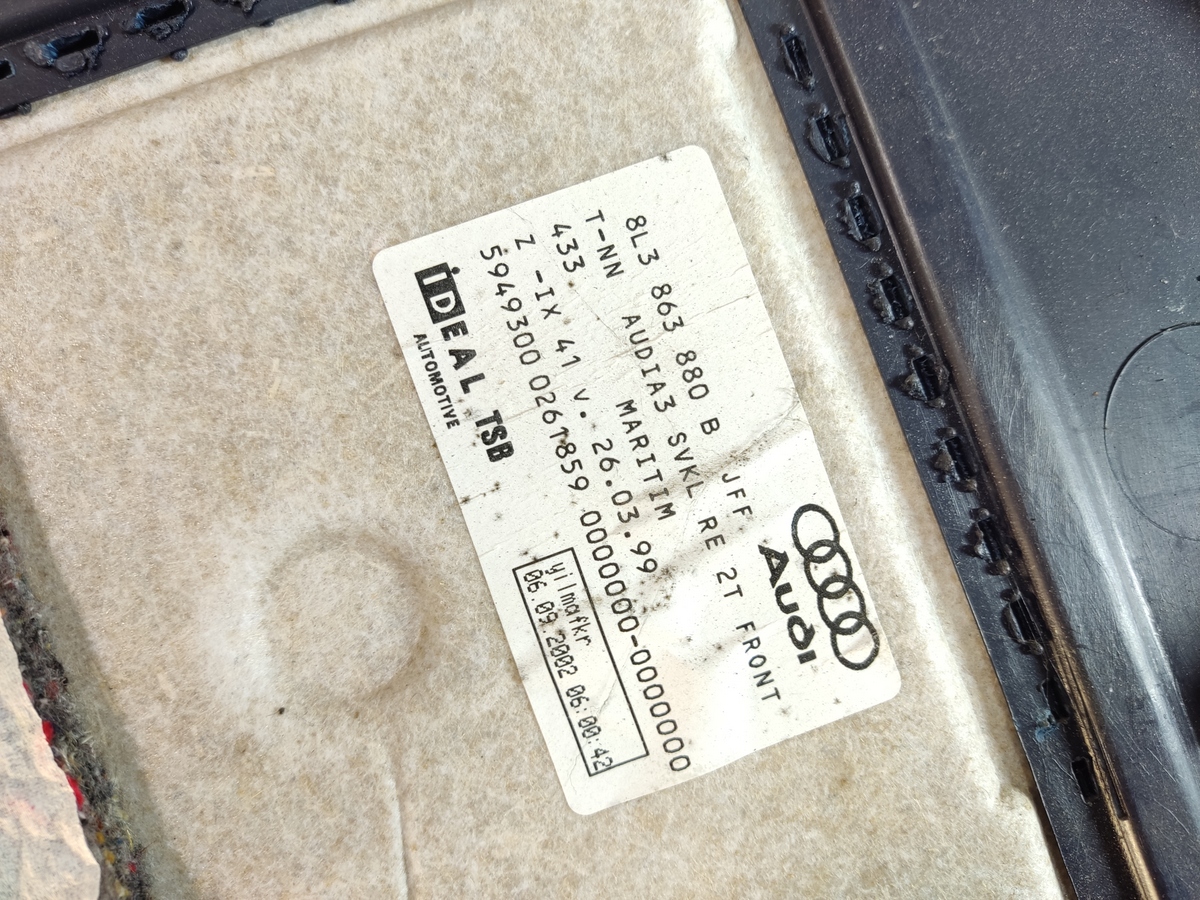 Audi
8L3 863 880 B JFF
T-NN AUDIA3 SVKL RE 2T FRONT
433 MARITIM
Z -IX 41 v. 26.03.99
5949300 0261859 0000000-0000000
iDEAL TSB
AUTOMOTIVE
yilmafkr
06.09.2002 06:00:42